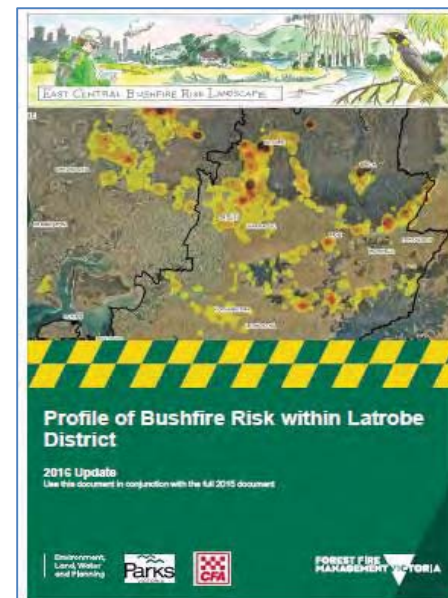 EAST CENTRAL BUSHFIRE RISK LANDSCAPE
Profile of Bushfire Risk within Latrobe
District
2016 Update
Use this document in conjunction with the full 2015 document
Environment,
Land, Water
and Planning
Parks
VICTORIA
CFA
FOREST FIRE
MANAGEMENT VICTORIA